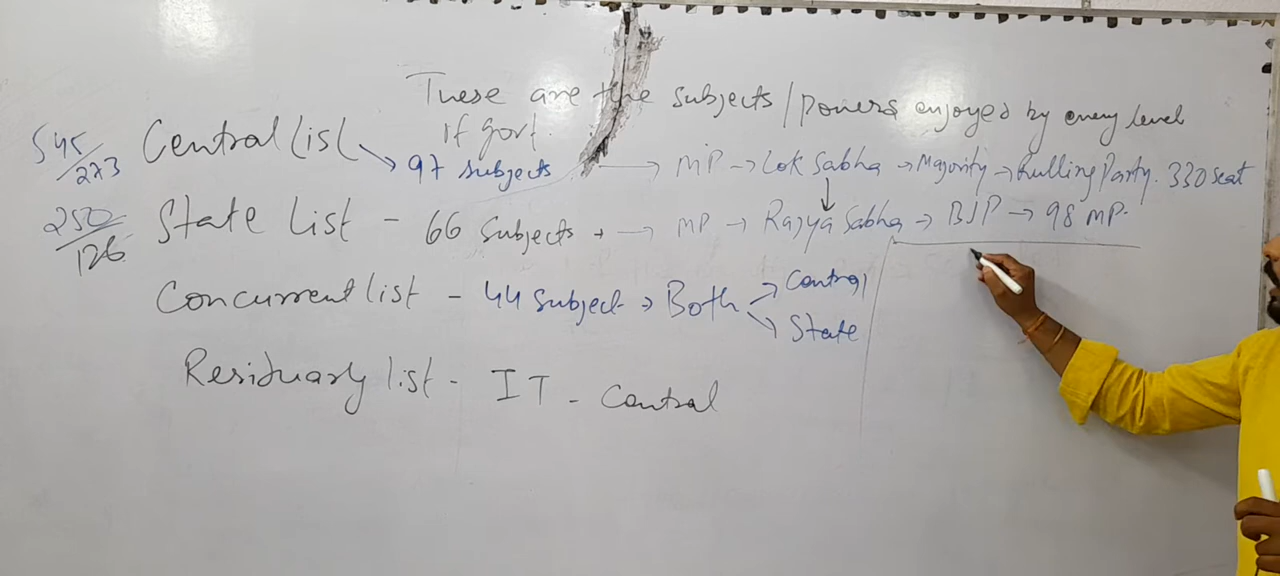 These are the subjects / powers enjoyed by every level
if govt.
545/273 Central list → 97 subjects → MP → Lok Sabha → Majority → Rulling Party. 330 seat
250/126 State list - 66 Subjects → MP → Rajya Sabha → BJP → 98 MP.
Concurrent list - 44 Subject → Both → Central
→ State
Residuary list - IT - Central